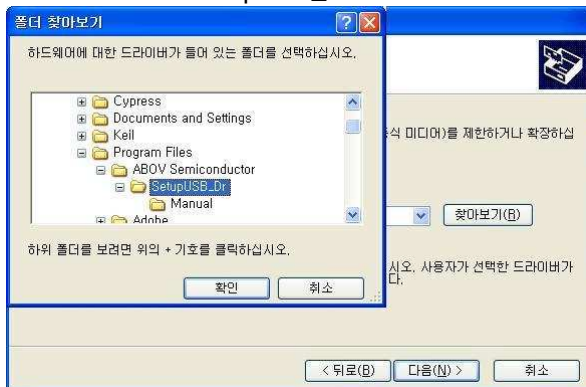 폴더 찾아보기
하드웨어에 대한 드라이버가 들어 있는 폴더를 선택하십시오.
Cypress
Documents and Settings
Keil
Program Files
ABOV Semiconductor
SetupUSB_Dr
Manual
Adobe
하위 폴더를 보려면 위의 + 기호를 클릭하십시오.
확인
취소
식 미디어)를 제한하거나 확장하십
찾아보기(B)
시오. 사용자가 선택한 드라이버가
다.
< 뒤로(B)
다음(N) >
취소